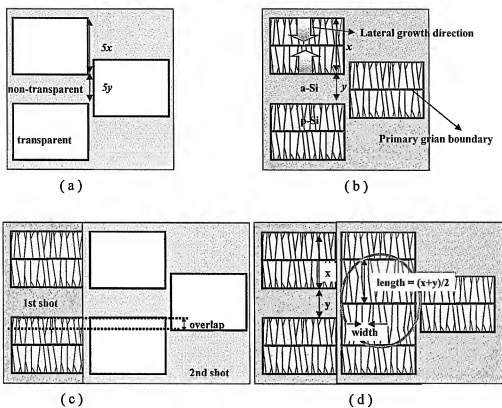 5x
non-transparent
5y
transparent
(a)
Lateral growth direction
x
a-Si
y
p-Si
Primary grian boundary
(b)
1st shot
overlap
2nd shot
(c)
x
length = (x+y)/2
y
width
(d)